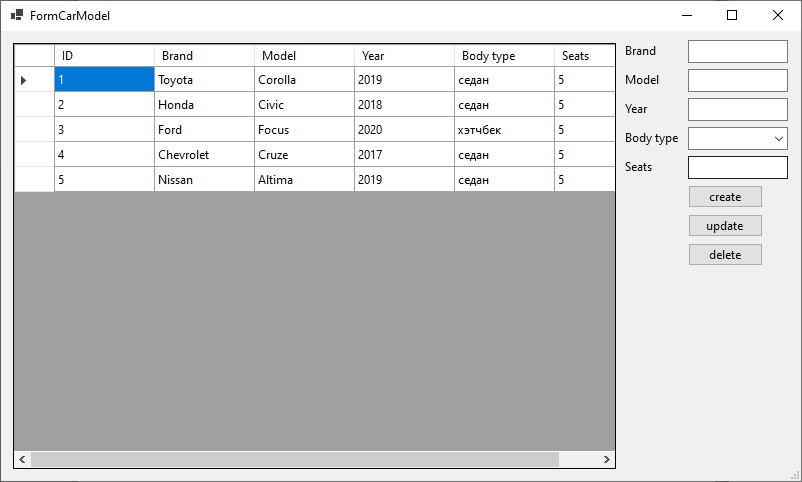 FormCarModel
ID Brand Model Year Body type Seats
1 Toyota Corolla 2019 седан 5
2 Honda Civic 2018 седан 5
3 Ford Focus 2020 хэтчбек 5
4 Chevrolet Cruze 2017 седан 5
5 Nissan Altima 2019 седан 5
Brand
Model
Year
Body type
Seats
create
update
delete